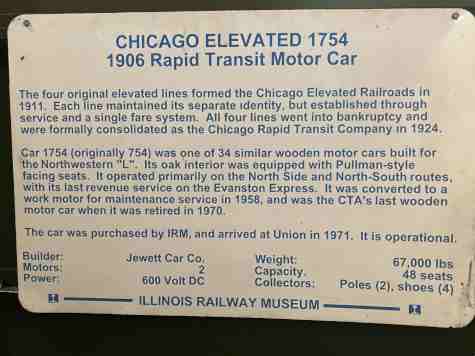 CHICAGO ELEVATED 1754
1906 Rapid Transit Motor Car
The four original elevated lines formed the Chicago Elevated Railroads in
1911. Each line maintained its separate identity, but established through
service and a single fare system. All four lines went into bankruptcy and
were formally consolidated as the Chicago Rapid Transit Company in 1924.
Car 1754 (originally 754) was one of 34 similar wooden motor cars built for
the Northwestern "L". Its oak interior was equipped with Pullman-style
facing seats. It operated primarily on the North Side and North-South routes,
with its last revenue service on the Evanston Express. It was converted to a
work motor for maintenance service in 1958, and was the CTA's last wooden
motor car when it was retired in 1970.
The car was purchased by IRM, and arrived at Union in 1971. It is operational.
Builder: Jewett Car Co. Weight: 67,000 lbs
Motors: 2 Capacity. 48 seats
Power: 600 Volt DC Collectors: Poles (2), shoes (4)
ILLINOIS RAILWAY MUSEUM